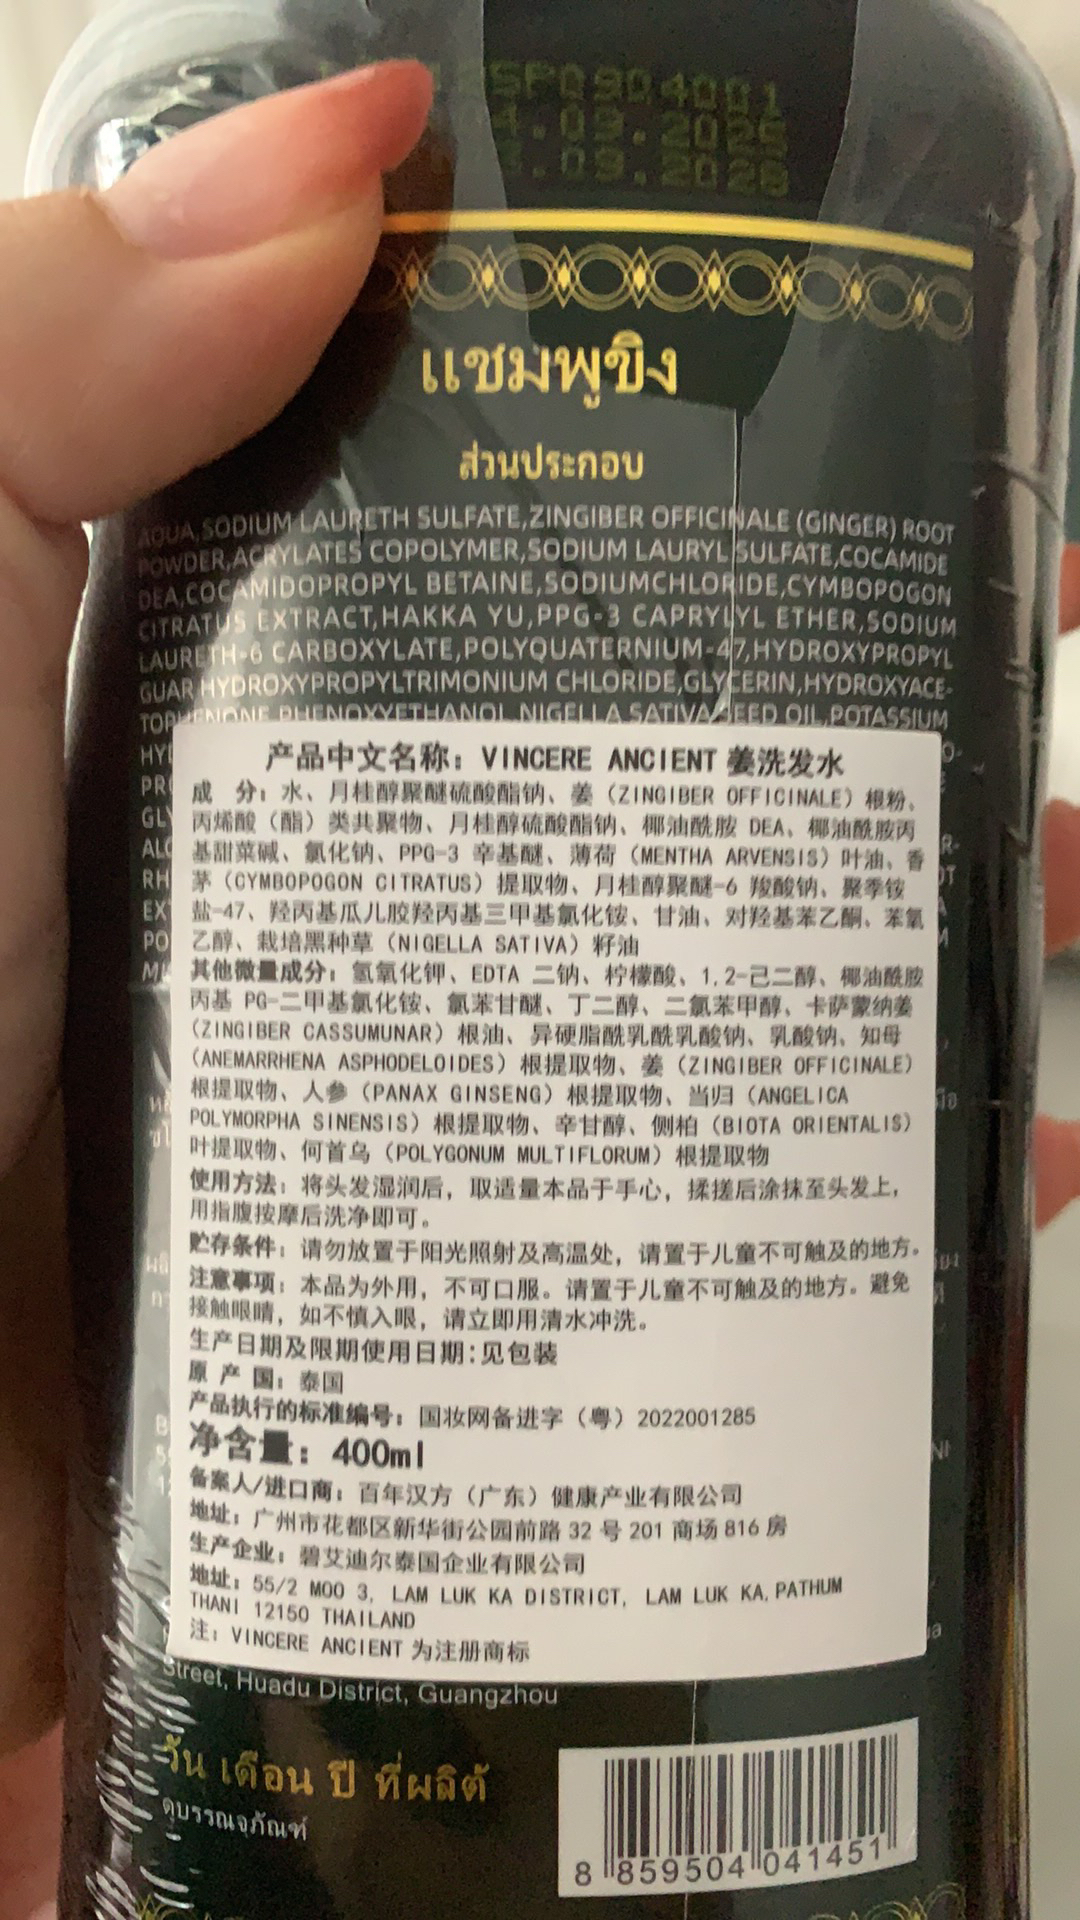 SP0904001
4.09.2025
.09.2028
แชมพูขิง
ส่วนประกอบ
AQUA,SODIUM LAURETH SULFATE,ZINGIBER OFFICINALE (GINGER) ROOT
POWDER,ACRYLATES COPOLYMER,SODIUM LAURYL SULFATE,COCAMIDE
DEA,COCAMIDOPROPYL BETAINE,SODIUMCHLORIDE,CYMBOPOGON
CITRATUS EXTRACT,HAKKA YU,PPG-3 CAPRYLYL ETHER,SODIUM
LAURETH-6 CARBOXYLATE,POLYQUATERNIUM-47,HYDROXYPROPYL
GUAR HYDROXYPROPYLTRIMONIUM CHLORIDE,GLYCERIN,HYDROXYACE-
TOPHENONE,PHENOXYETHANOL,NIGELLA SATIVA SEED OIL,POTASSIUM
产品中文名称：VINCERE ANCIENT 姜洗发水
成 分：水、月桂醇聚醚硫酸酯钠、姜（ZINGIBER OFFICINALE）根粉、
丙烯酸（酯）类共聚物、月桂醇硫酸酯钠、椰油酰胺 DEA、椰油酰胺丙
基甜菜碱、氯化钠、PPG-3 辛基醚、薄荷（MENTHA ARVENSIS）叶油、香
茅（CYMBOPOGON CITRATUS）提取物、月桂醇聚醚-6 羧酸钠、聚季铵
盐-47、羟丙基瓜儿胶羟丙基三甲基氯化铵、甘油、对羟基苯乙酮、苯氧
乙醇、栽培黑种草（NIGELLA SATIVA）籽油
其他微量成分：氢氧化钾、EDTA 二钠、柠檬酸、1,2-己二醇、椰油酰胺
丙基 PG-二甲基氯化铵、氯苯甘醚、丁二醇、二氯苯甲醇、卡萨蒙纳姜
（ZINGIBER CASSUMUNAR）根油、异硬脂酰乳酰乳酸钠、乳酸钠、知母
（ANEMARRHENA ASPHODELOIDES）根提取物、姜（ZINGIBER OFFICINALE）
根提取物、人参（PANAX GINSENG）根提取物、当归（ANGELICA
POLYMORPHA SINENSIS）根提取物、辛甘醇、侧柏（BIOTA ORIENTALIS）
叶提取物、何首乌（POLYGONUM MULTIFLORUM）根提取物
使用方法：将头发湿润后，取适量本品于手心，揉搓后涂抹至头发上，
用指腹按摩后洗净即可。
贮存条件：请勿放置于阳光照射及高温处，请置于儿童不可触及的地方。
注意事项：本品为外用，不可口服。请置于儿童不可触及的地方。避免
接触眼睛，如不慎入眼，请立即用清水冲洗。
生产日期及限期使用日期:见包装
原 产 国：泰国
产品执行的标准编号：国妆网备进字（粤）2022001285
净含量：400ml
备案人/进口商：百年汉方（广东）健康产业有限公司
地址：广州市花都区新华街公园前路 32 号 201 商场 816 房
生产企业：碧艾迪尔泰国企业有限公司
地址：55/2 MOO 3, LAM LUK KA DISTRICT, LAM LUK KA,PATHUM
THANI 12150 THAILAND
注：VINCERE ANCIENT 为注册商标
Street, Huadu District, Guangzhou
วัน เดือน ปี ที่ผลิต
ดูบรรณจุภัณฑ์
8 859504 041451